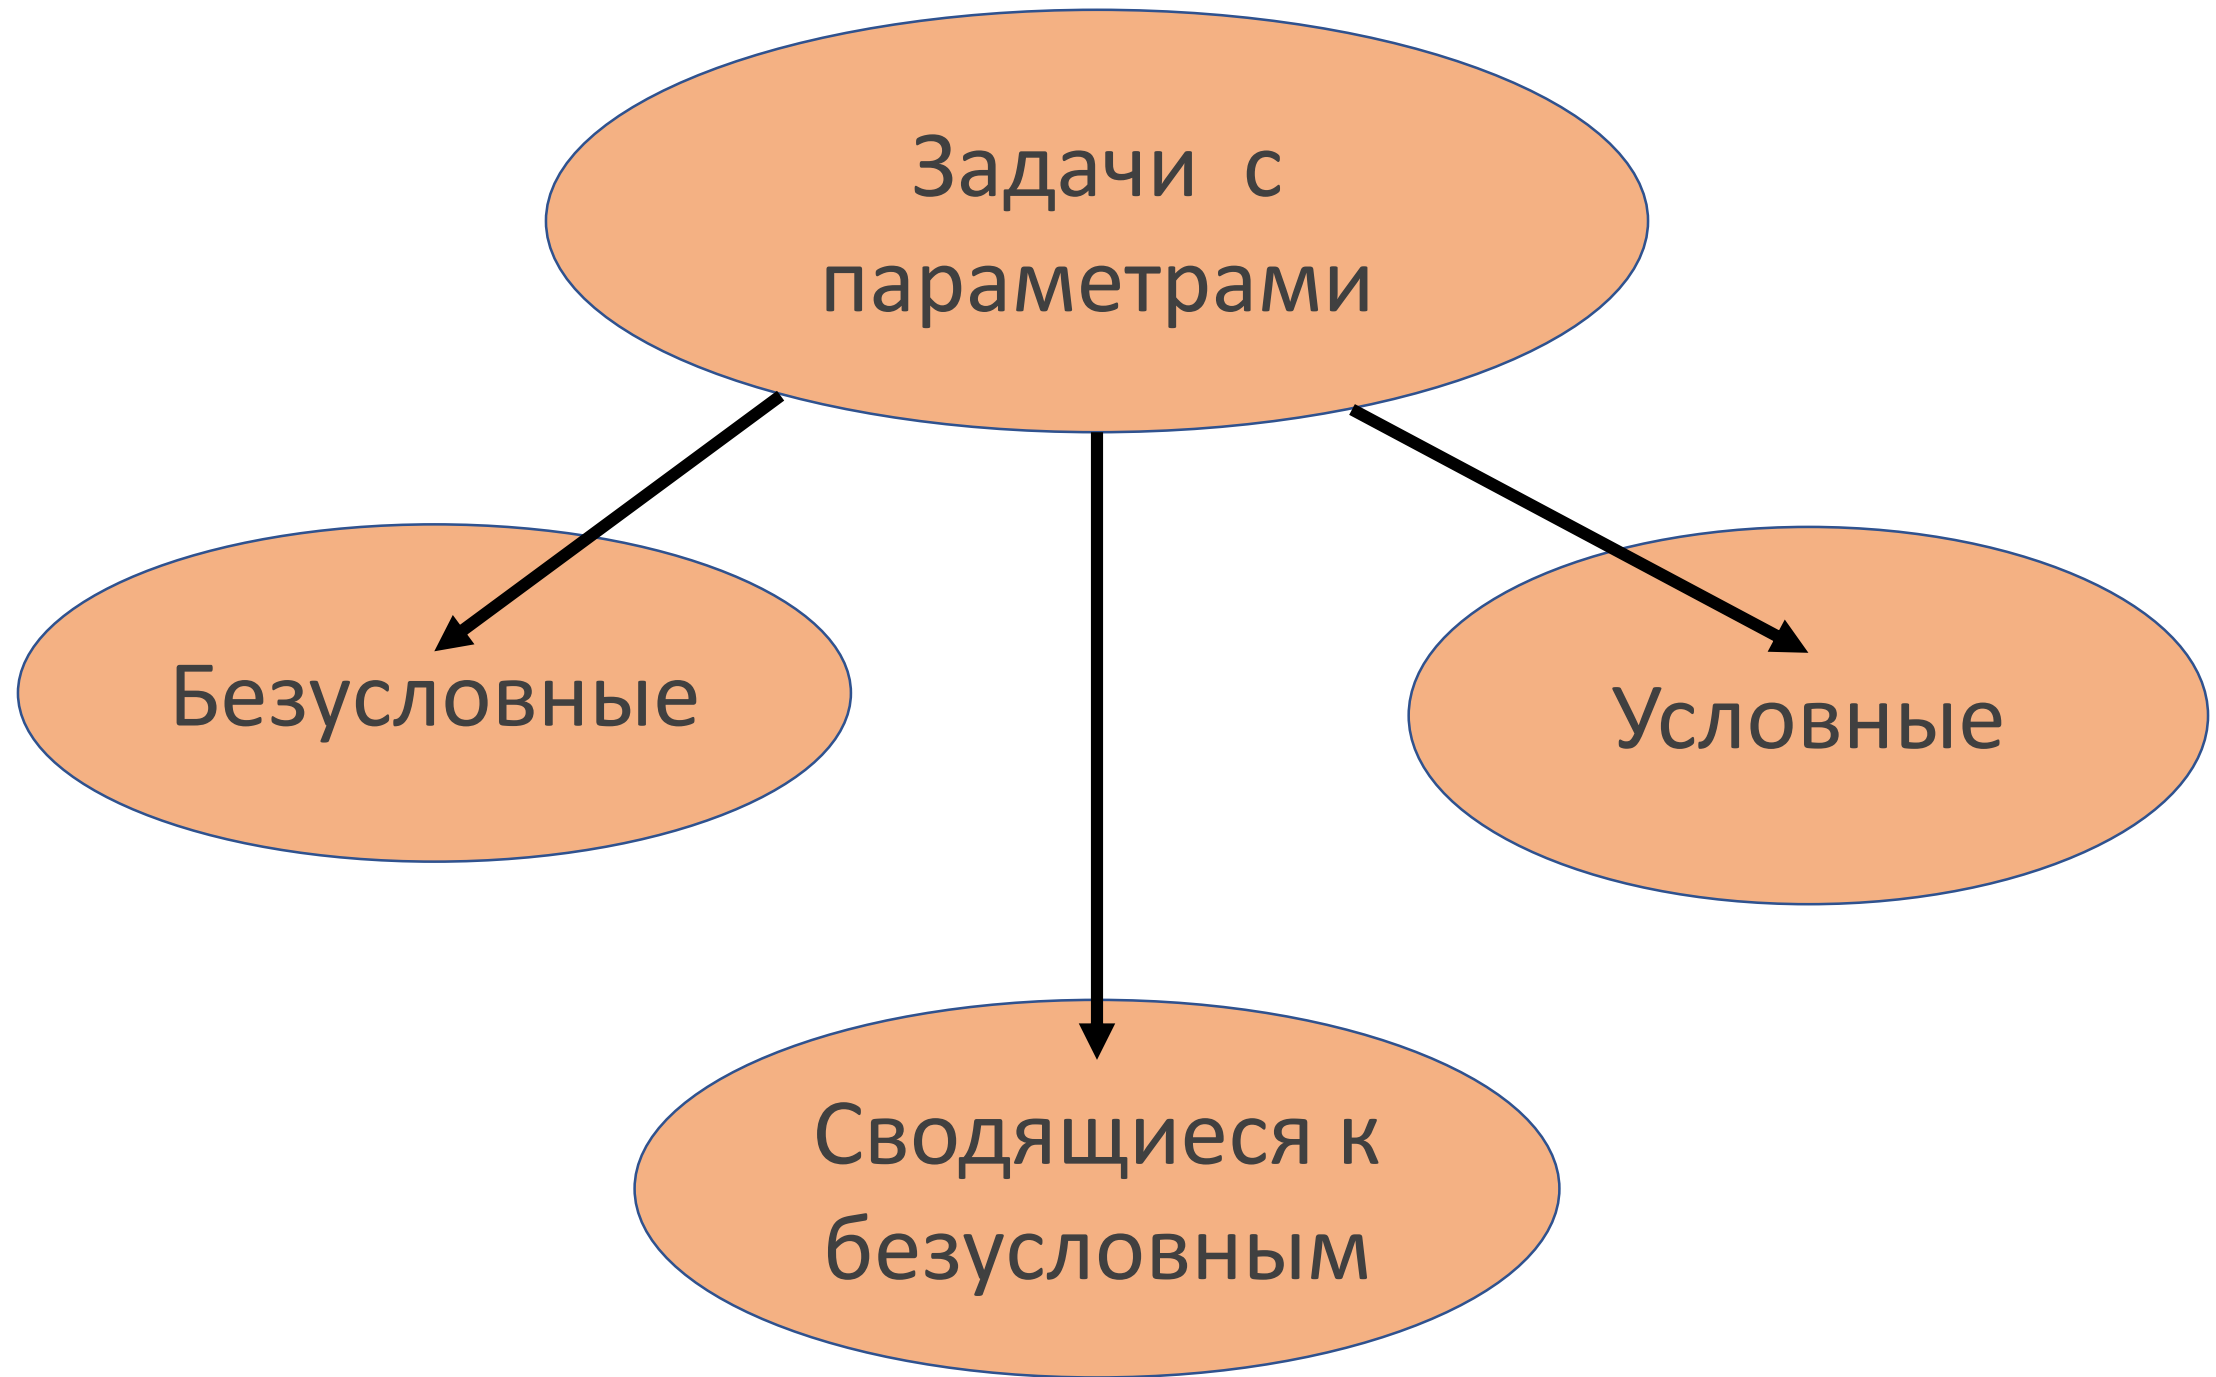 Задачи с
параметрами
Безусловные
Условные
Сводящиеся к
безусловным